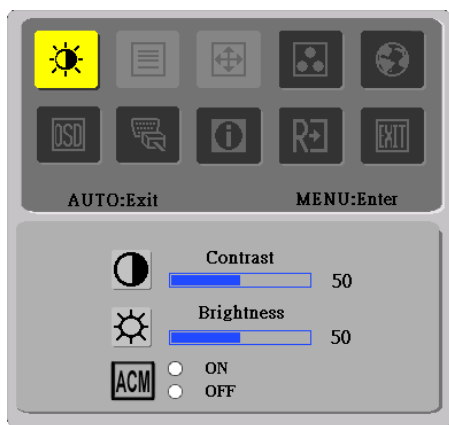 OSD
R
EXIT
AUTO:Exit MENU:Enter
Contrast
50
Brightness
50
ACM ON
OFF